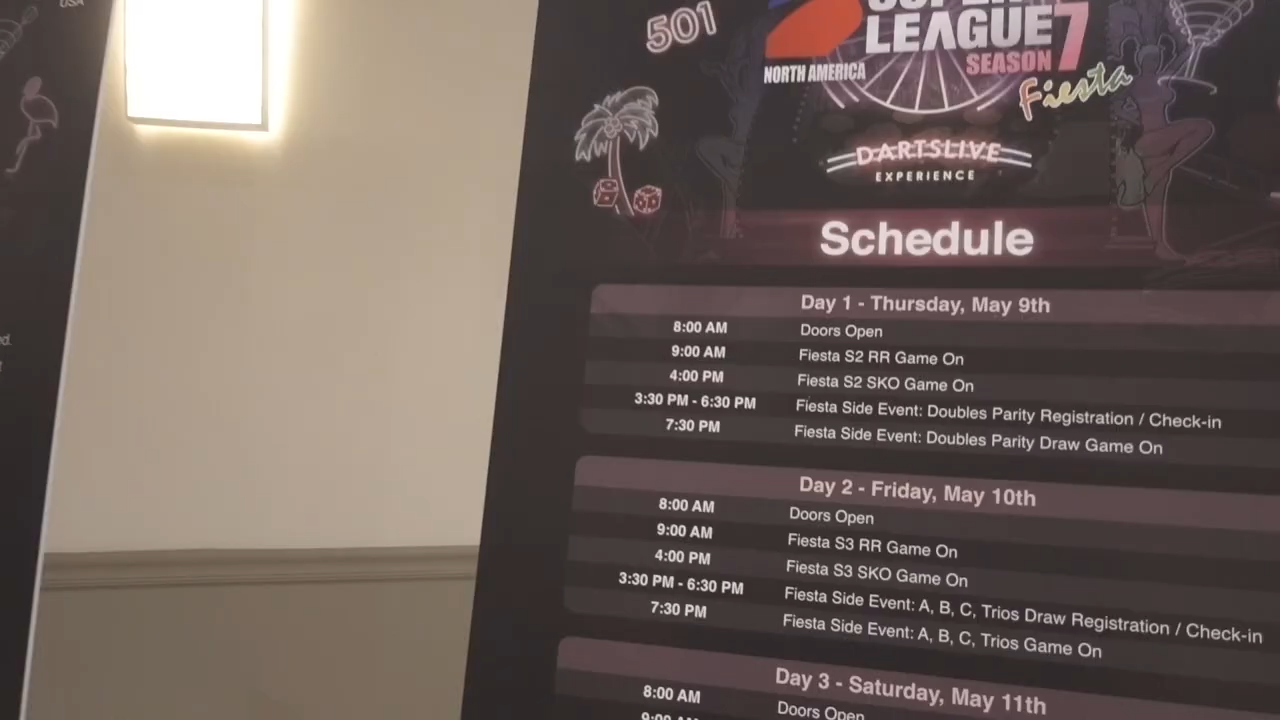 USA
501
LEAGUE
NORTH AMERICA
SEASON 7
Fiesta
DARTSLIVE
EXPERIENCE
Schedule
Day 1 - Thursday, May 9th
8:00 AM Doors Open
9:00 AM Fiesta S2 RR Game On
4:00 PM Fiesta S2 SKO Game On
3:30 PM - 6:30 PM Fiesta Side Event: Doubles Parity Registration / Check-in
7:30 PM Fiesta Side Event: Doubles Parity Draw Game On
Day 2 - Friday, May 10th
8:00 AM Doors Open
9:00 AM Fiesta S3 RR Game On
4:00 PM Fiesta S3 SKO Game On
3:30 PM - 6:30 PM Fiesta Side Event: A, B, C, Trios Draw Registration / Check-in
7:30 PM Fiesta Side Event: A, B, C, Trios Game On
Day 3 - Saturday, May 11th
8:00 AM Doors Open